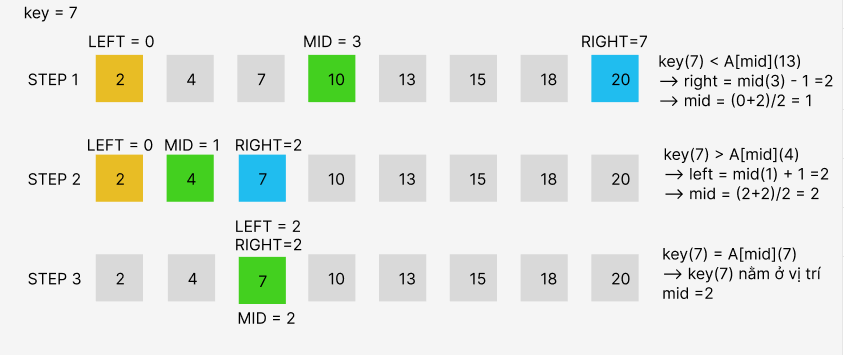 key = 7
LEFT = 0 MID = 3 RIGHT=7
STEP 1 2 4 7 10 13 15 18 20
key(7) < A[mid](13)
→ right = mid(3) - 1 =2
→ mid = (0+2)/2 = 1
LEFT = 0 MID = 1 RIGHT=2
STEP 2 2 4 7 10 13 15 18 20
key(7) > A[mid](4)
→ left = mid(1) + 1 =2
→ mid = (2+2)/2 = 2
LEFT = 2
RIGHT=2
STEP 3 2 4 7 10 13 15 18 20
MID = 2
key(7) = A[mid](7)
→ key(7) nằm ở vị trí
mid =2